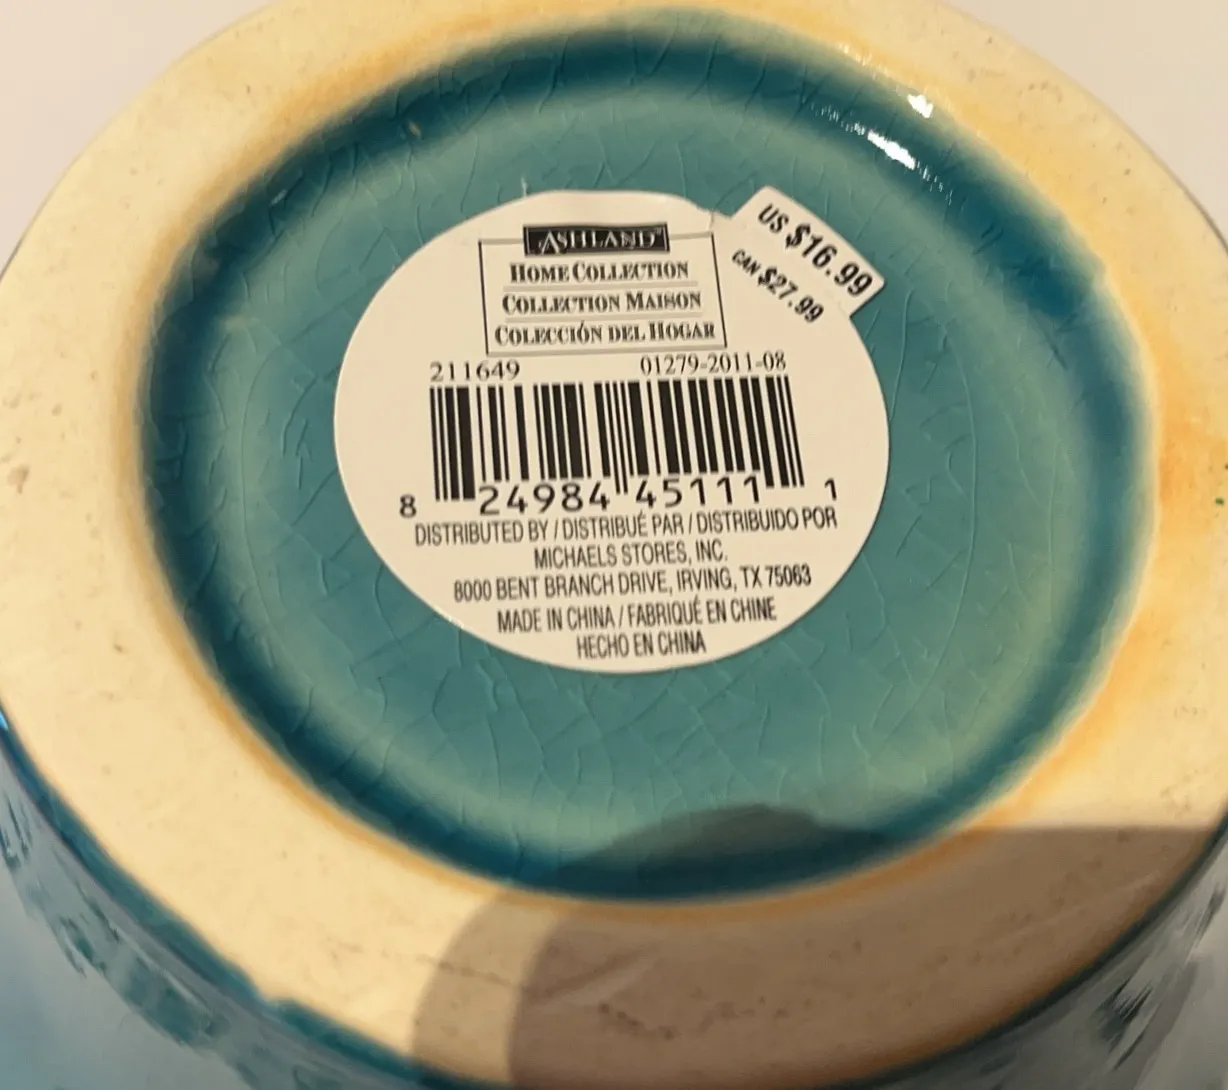 ASHLAND™
HOME COLLECTION
COLLECTION MAISON
COLECCIÓN DEL HOGAR
US $16.99
CAN $27.99
211649 01279-2011-08
8 24984 45111 1
DISTRIBUTED BY / DISTRIBUÉ PAR / DISTRIBUIDO POR
MICHAELS STORES, INC.
8000 BENT BRANCH DRIVE, IRVING, TX 75063
MADE IN CHINA / FABRIQUÉ EN CHINE
HECHO EN CHINA